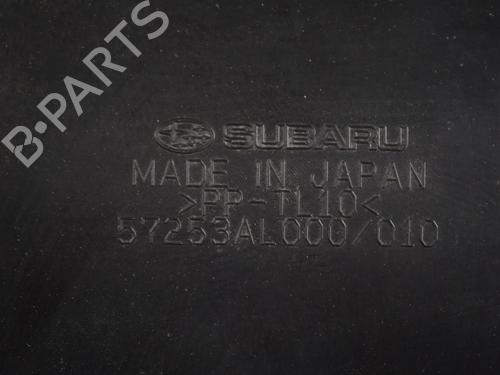 B-PARTS
SUBARU
MADE IN JAPAN
>PP-TL10<
57253AL000/010